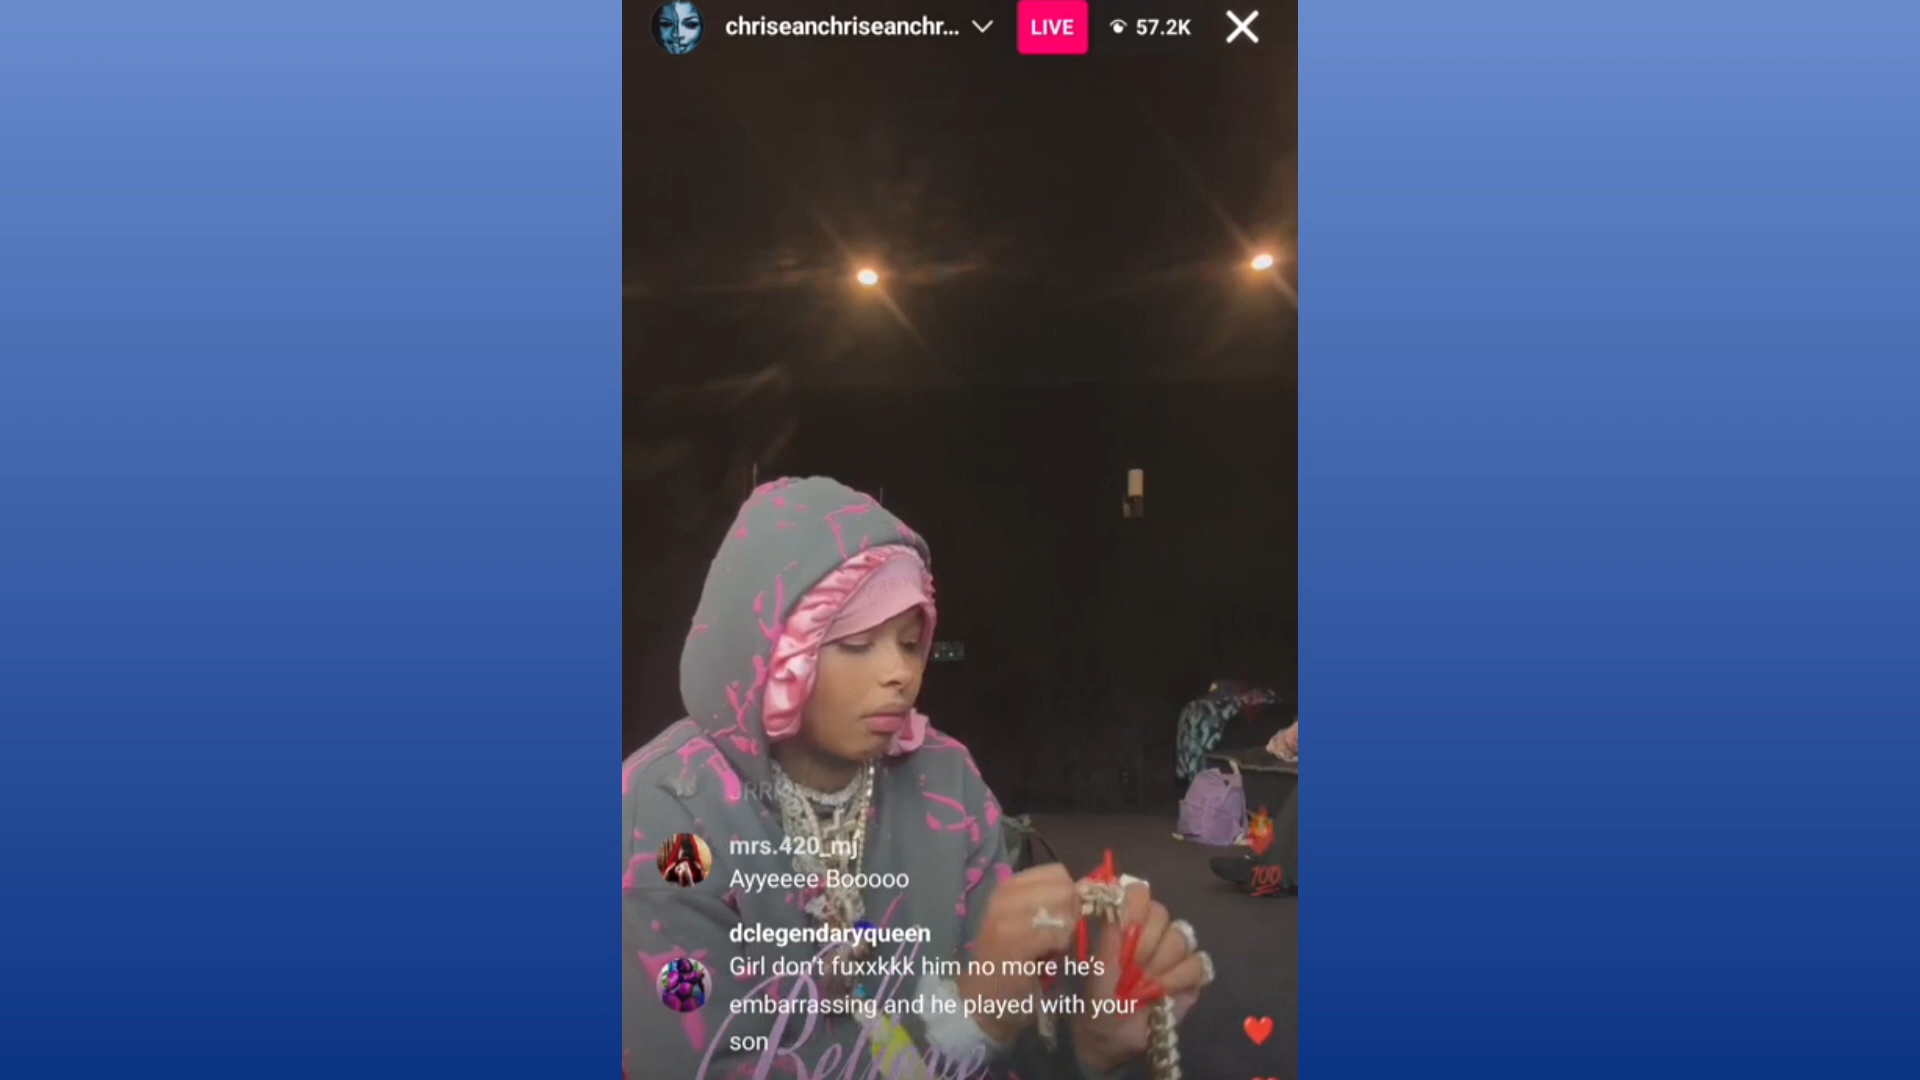 chriseanchriseanchr...
LIVE
57.2K
mrs.420_mj
Ayyeeee Booooo
dclegendaryqueen
Girl don't fuxxkkk him no more he's
embarrassing and he played with your
son
100